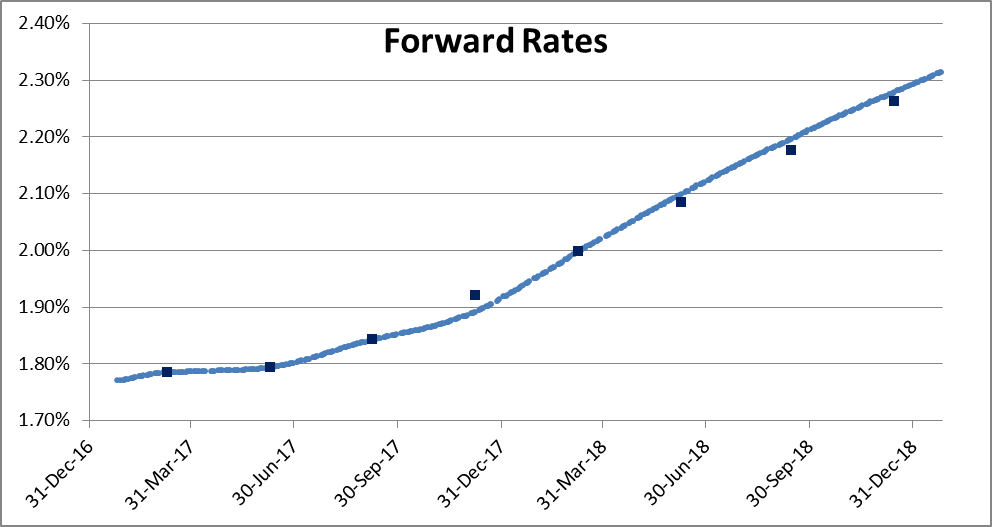 Forward Rates
2.40%
2.30%
2.20%
2.10%
2.00%
1.90%
1.80%
1.70%
31-Dec-16
31-Mar-17
30-Jun-17
30-Sep-17
31-Dec-17
31-Mar-18
30-Jun-18
30-Sep-18
31-Dec-18